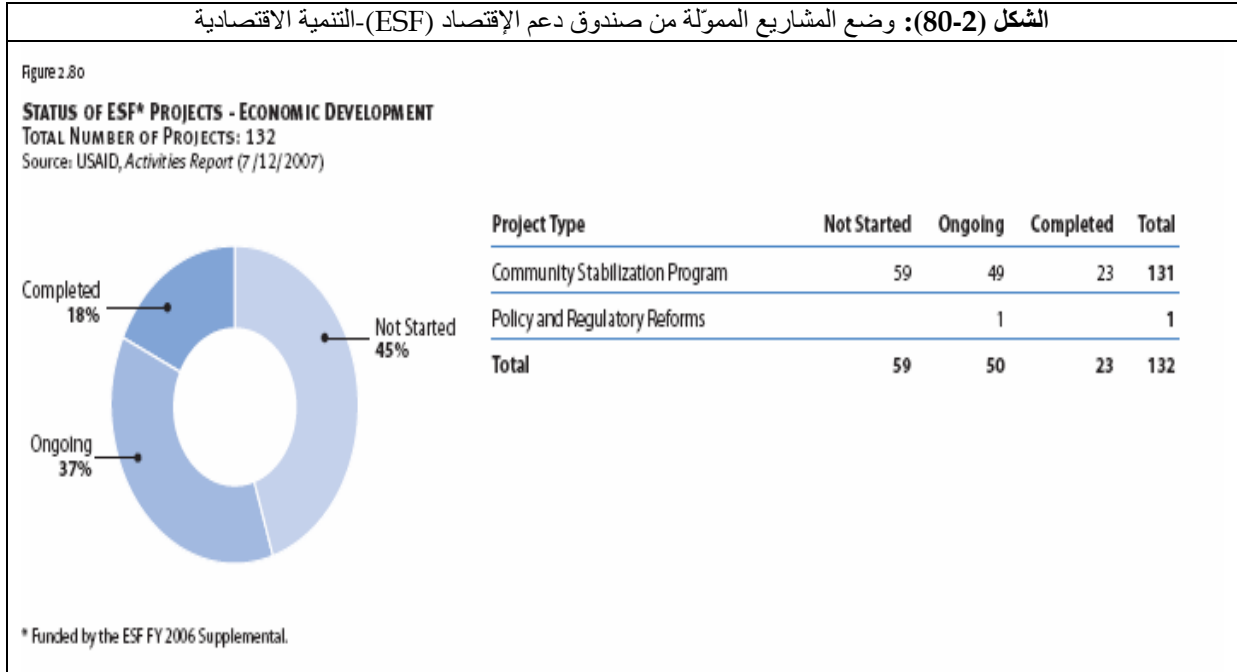 الشكل (2-80): وضع المشاريع المموّلة من صندوق دعم الإقتصاد (ESF)-التنمية الاقتصادية
Figure 2.80
STATUS OF ESF* PROJECTS - ECONOMIC DEVELOPMENT
TOTAL NUMBER OF PROJECTS: 132
Source: USAID, Activities Report (7/12/2007)
Project Type Not Started Ongoing Completed Total
Community Stabilization Program 59 49 23 131
Policy and Regulatory Reforms 1 1
Total 59 50 23 132
Completed
18%
Not Started
45%
Ongoing
37%
* Funded by the ESF FY 2006 Supplemental.